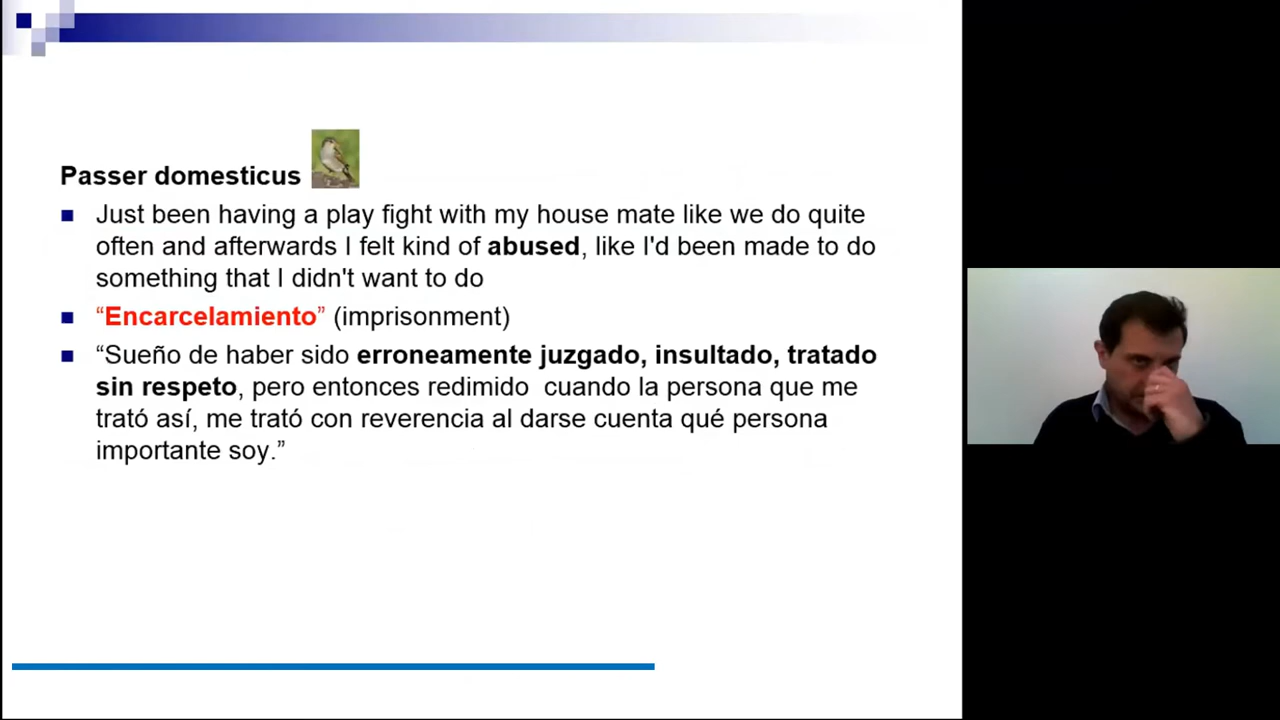 Passer domesticus
Just been having a play fight with my house mate like we do quite
often and afterwards I felt kind of abused, like I'd been made to do
something that I didn't want to do
“Encarcelamiento” (imprisonment)
“Sueño de haber sido erroneamente juzgado, insultado, tratado
sin respeto, pero entonces redimido cuando la persona que me
trató así, me trató con reverencia al darse cuenta qué persona
importante soy.”